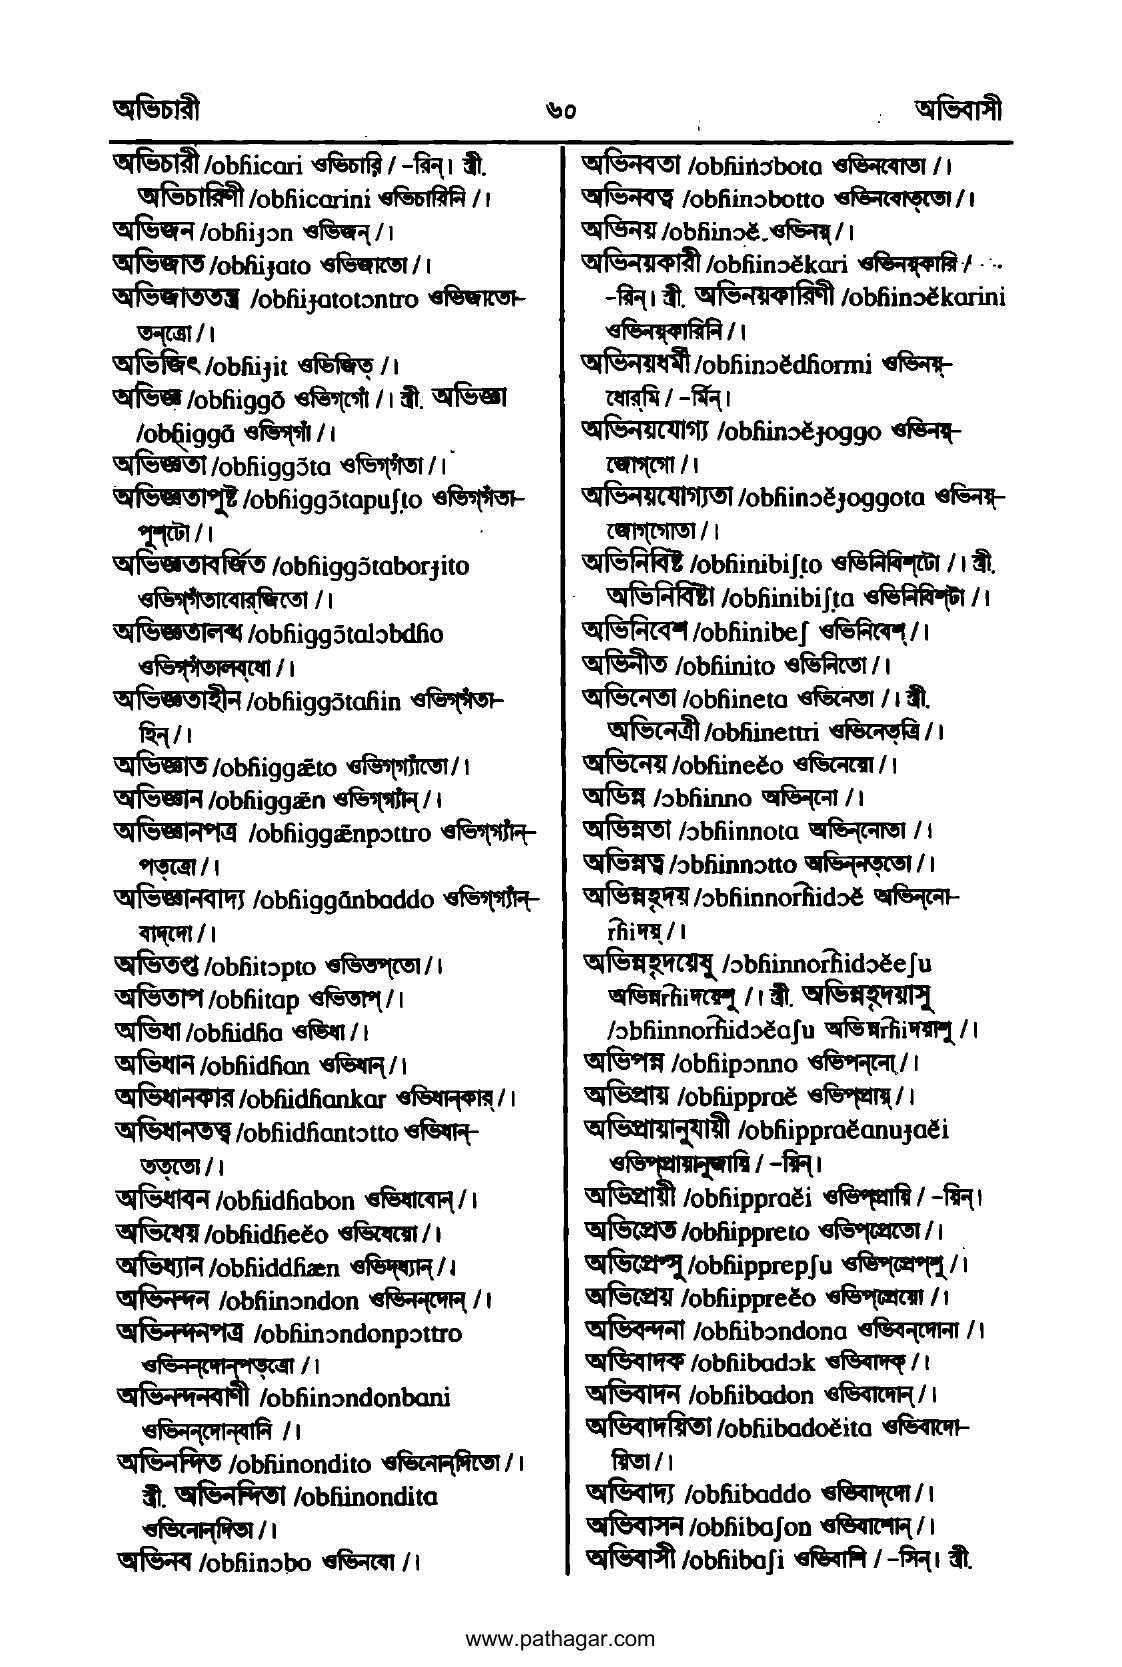 অভিচারী ৬০ অভিবাসী
অভিচারী /obɦicari ওভিচারি / -রিন্। স্ত্রী.
অভিচারিণী /obɦicarini ওভিচারিনি /।
অভিজন /obɦiɟɔn ওভিজন্ /।
অভিজাত /obɦiɟato ওভিজাতো /।
অভিজাততন্ত্র /obɦiɟatotɔntro ওভিজাতো-
তন্ত্রো /।
অভিজিৎ /obɦiɟit ওভিজিত্ /।
অভিজ্ঞ /obɦiggõ ওভিগ্গোঁ /। স্ত্রী. অভিজ্ঞা
/obɦiggã ওভিগ্গাঁ /।
অভিজ্ঞতা /obɦiggɔ̃ta ওভিগ্গঁতা /।
অভিজ্ঞতাপুষ্ট /obɦiggɔ̃tapuʃţo ওভিগ্গঁতা-
পুশ্টো /।
অভিজ্ঞতাবর্জিত /obɦiggɔ̃taborɟito
ওভিগ্গঁতাবোর্জিতো /।
অভিজ্ঞতালব্ধ /obɦiggɔ̃talɔbdɦo
ওভিগ্গঁতালব্ধো /।
অভিজ্ঞতাহীন /obɦiggɔ̃taɦin ওভিগ্গঁতা-
হিন্ /।
অভিজ্ঞাত /obɦiggæ̃to ওভিগ্গ্যাঁতো /।
অভিজ্ঞান /obɦiggæ̃n ওভিগ্গ্যাঁন্ /।
অভিজ্ঞানপত্র /obɦiggæ̃npɔttro ওভিগ্গ্যাঁন্-
পত্ত্রো /।
অভিজ্ঞানবাদ্য /obɦiggãnbaddo ওভিগ্গ্যাঁন্-
বাদ্দো /।
অভিতপ্ত /obɦitɔpto ওভিতপ্তো /।
অভিতাপ /obɦitap ওভিতাপ্ /।
অভিধা /obɦidɦa ওভিধা /।
অভিধান /obɦidɦan ওভিধান্ /।
অভিধানকার /obɦidɦankar ওভিধান্কার্ /।
অভিধানতত্ত্ব /obɦidɦantɔtto ওভিধান্-
তত্তো /।
অভিধাবন /obɦidɦabon ওভিধাবোন্ /।
অভিধেয় /obɦidɦeĕo ওভিধেয়ো /।
অভিধ্যান /obɦiddɦæn ওভিদ্ধ্যান্ /।
অভিনন্দন /obɦinɔndon ওভিনন্দোন্ /।
অভিনন্দনপত্র /obɦinɔndonpɔttro
ওভিনন্দোন্পত্ত্রো /।
অভিনন্দনবাণী /obɦinɔndonbani
ওভিনন্দোন্বানি /।
অভিনন্দিত /obɦinondito ওভিনোন্দিতো /।
স্ত্রী. অভিনন্দিতা /obɦinondita
ওভিনোন্দিতা /।
অভিনব /obɦinɔbo ওভিনবো /।
অভিনবতা /obɦinɔbota ওভিনবোতা /।
অভিনবত্ব /obɦinɔbotto ওভিনবোত্তো /।
অভিনয় /obɦinɔĕ ওভিনয়্ /।
অভিনয়কারী /obɦinɔĕkari ওভিনয়্কারি /
-রিন্। স্ত্রী. অভিনয়কারিণী /obɦinɔĕkarini
ওভিনয়্কারিনি /।
অভিনয়ধর্মী /obɦinɔĕdɦormi ওভিনয়্-
ধোর্মি / -র্মিন্।
অভিনয়যোগ্য /obɦinɔĕɟoggo ওভিনয়্-
জোগ্গো /।
অভিনয়যোগ্যতা /obɦinɔĕɟoggota ওভিনয়্-
জোগ্গোতা /।
অভিনিবিষ্ট /obɦinibiʃţo ওভিনিবিশ্টো /। স্ত্রী.
অভিনিবিষ্টা /obɦinibiʃţa ওভিনিবিশ্টা /।
অভিনিবেশ /obɦinibeʃ ওভিনিবেশ্ /।
অভিনীত /obɦinito ওভিনিতো /।
অভিনেতা /obɦineta ওভিনেতা /। স্ত্রী.
অভিনেত্রী /obɦinettri ওভিনেত্ত্রি /।
অভিনেয় /obɦineĕo ওভিনেয়ো /।
অভিন্ন /ɔbɦinno অভিন্নো /।
অভিন্নতা /ɔbɦinnota অভিন্নোতা /।
অভিন্নত্ব /ɔbɦinnɔtto অভিন্নত্তো /।
অভিন্নহৃদয় /ɔbɦinnor͡ɦidɔĕ অভিন্নো-
r͡ɦiদয়্ /।
অভিন্নহৃদয়েষু /ɔbɦinnor͡ɦidɔĕeʃu
অভিন্নr͡ɦiদয়েশু /। স্ত্রী. অভিন্নহৃদয়াসু
/ɔbɦinnor͡ɦidɔĕaʃu অভিন্নr͡ɦiদয়াশু /।
অভিপন্ন /obɦipɔnno ওভিপন্নো /।
অভিপ্রায় /obɦippraĕ ওভিপ্প্রায়্ /।
অভিপ্রায়ানুযায়ী /obɦippraĕanuɟaĕi
ওভিপ্প্রায়ানুজায়ি / -য়িন্।
অভিপ্রায়ী /obɦippraĕi ওভিপ্প্রায়ি / -য়িন্।
অভিপ্রেত /obɦippreto ওভিপ্প্রেতো /।
অভিপ্রেপ্সু /obɦipprepʃu ওভিপ্প্রেপ্শু /।
অভিপ্রেয় /obɦippreĕo ওভিপ্প্রেয়ো /।
অভিবন্দনা /obɦibɔndona ওভিবন্দোনা /।
অভিবাদক /obɦibadɔk ওভিবাদক্ /।
অভিবাদন /obɦibadon ওভিবাদোন্ /।
অভিবাদয়িতা /obɦibadoĕita ওভিবাদো-
য়িতা /।
অভিবাদ্য /obɦibaddo ওভিবাদ্দো /।
অভিবাসন /obɦibaʃon ওভিবাশোন্ /।
অভিবাসী /obɦibaʃi ওভিবাশি / -সিন্। স্ত্রী.
www.pathagar.com